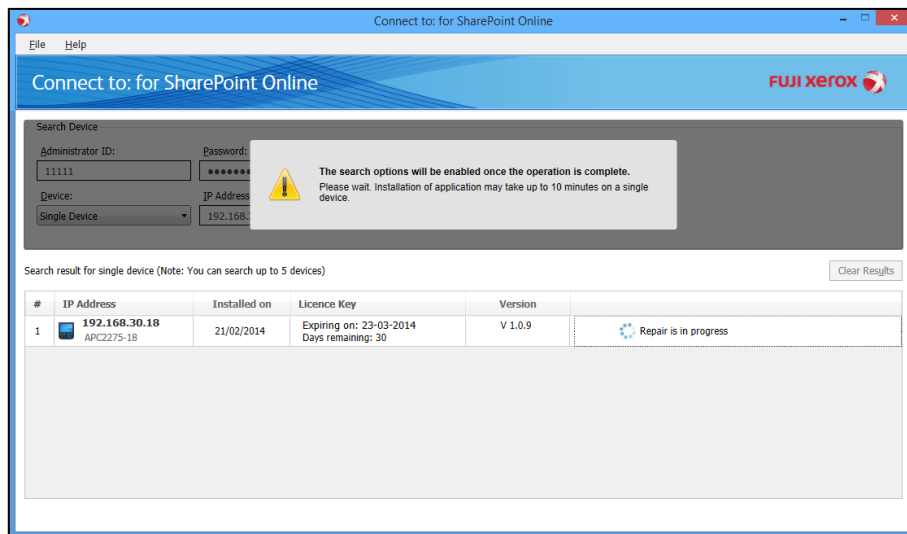 Connect to: for SharePoint Online
File Help
Connect to: for SharePoint Online
FUJI XEROX
Search Device
Administrator ID: Password:
11111
The search options will be enabled once the operation is complete.
Please wait. Installation of application may take up to 10 minutes on a single
device.
Device: IP Address
Single Device 192.168.
Search result for single device (Note: You can search up to 5 devices)
Clear Results
# IP Address Installed on Licence Key Version
1 192.168.30.18 21/02/2014 Expiring on: 23-03-2014 V 1.0.9 Repair is in progress
APC2275-18 Days remaining: 30